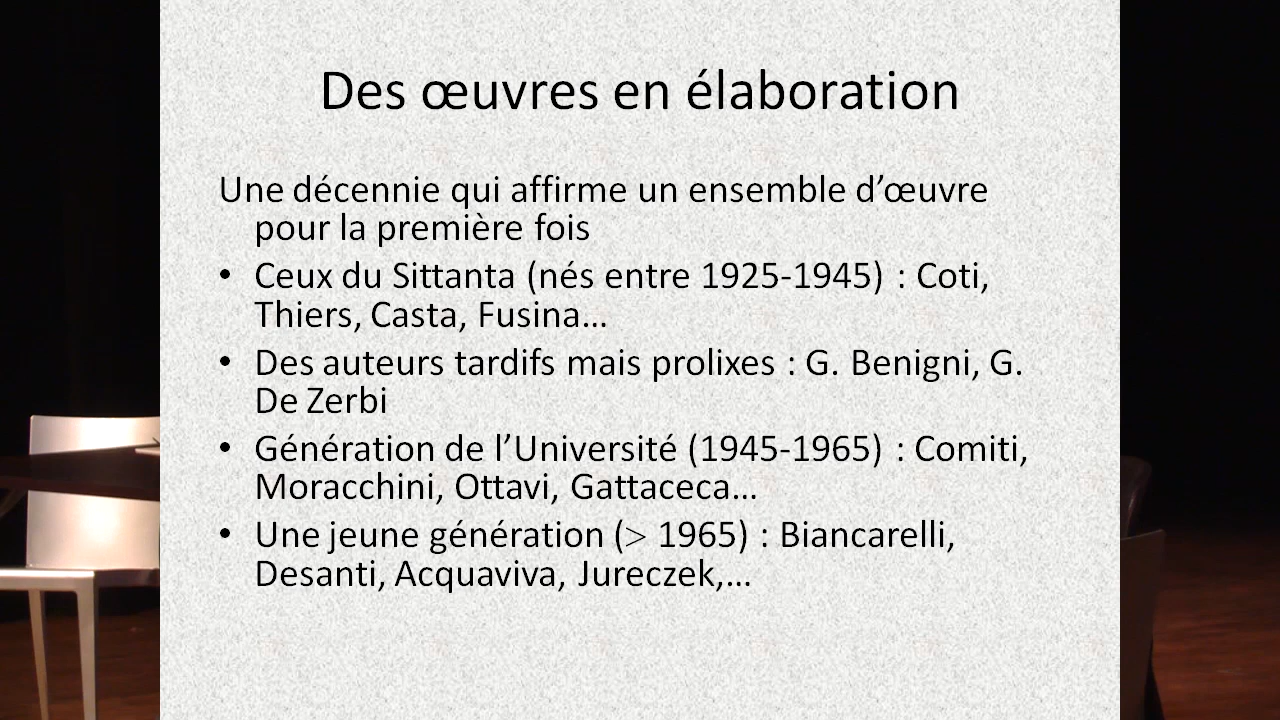 Des œuvres en élaboration
Une décennie qui affirme un ensemble d’œuvre
pour la première fois
• Ceux du Sittanta (nés entre 1925-1945) : Coti,
Thiers, Casta, Fusina…
• Des auteurs tardifs mais prolixes : G. Benigni, G.
De Zerbi
• Génération de l’Université (1945-1965) : Comiti,
Moracchini, Ottavi, Gattaceca…
• Une jeune génération (> 1965) : Biancarelli,
Desanti, Acquaviva, Jureczek,…